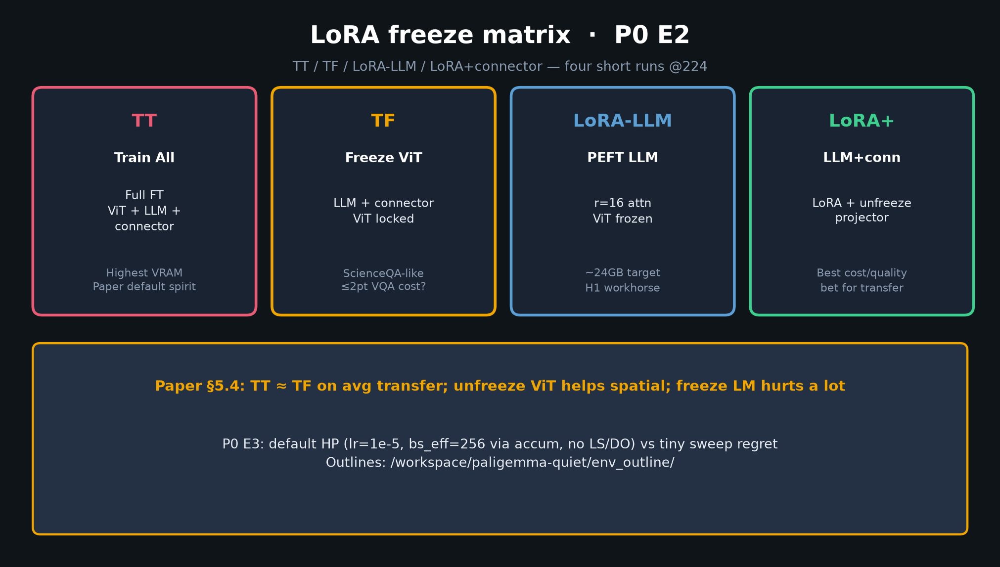 LoRA freeze matrix · P0 E2
TT / TF / LoRA-LLM / LoRA+connector — four short runs @224
TT
Train All
Full FT
ViT + LLM +
connector
Highest VRAM
Paper default spirit
TF
Freeze ViT
LLM + connector
ViT locked
ScienceQA-like
≤2pt VQA cost?
LoRA-LLM
PEFT LLM
r=16 attn
ViT frozen
~24GB target
H1 workhorse
LoRA+
LLM+conn
LoRA + unfreeze
projector
Best cost/quality
bet for transfer
Paper §5.4: TT ≈ TF on avg transfer; unfreeze ViT helps spatial; freeze LM hurts a lot
P0 E3: default HP (lr=1e-5, bs_eff=256 via accum, no LS/DO) vs tiny sweep regret
Outlines: /workspace/paligemma-quiet/env_outline/